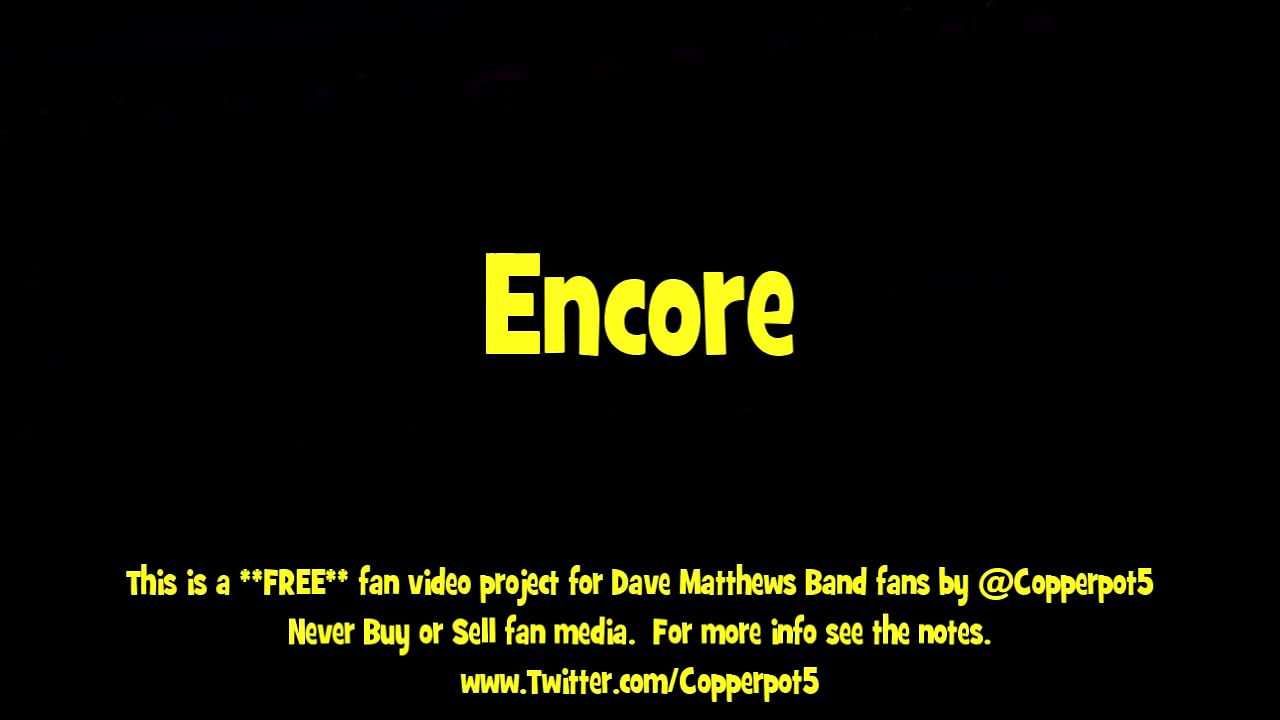 Encore
This is a **FREE** fan video project for Dave Matthews Band fans by @Copperpot5
Never Buy or Sell fan media.  For more info see the notes.
www.Twitter.com/Copperpot5